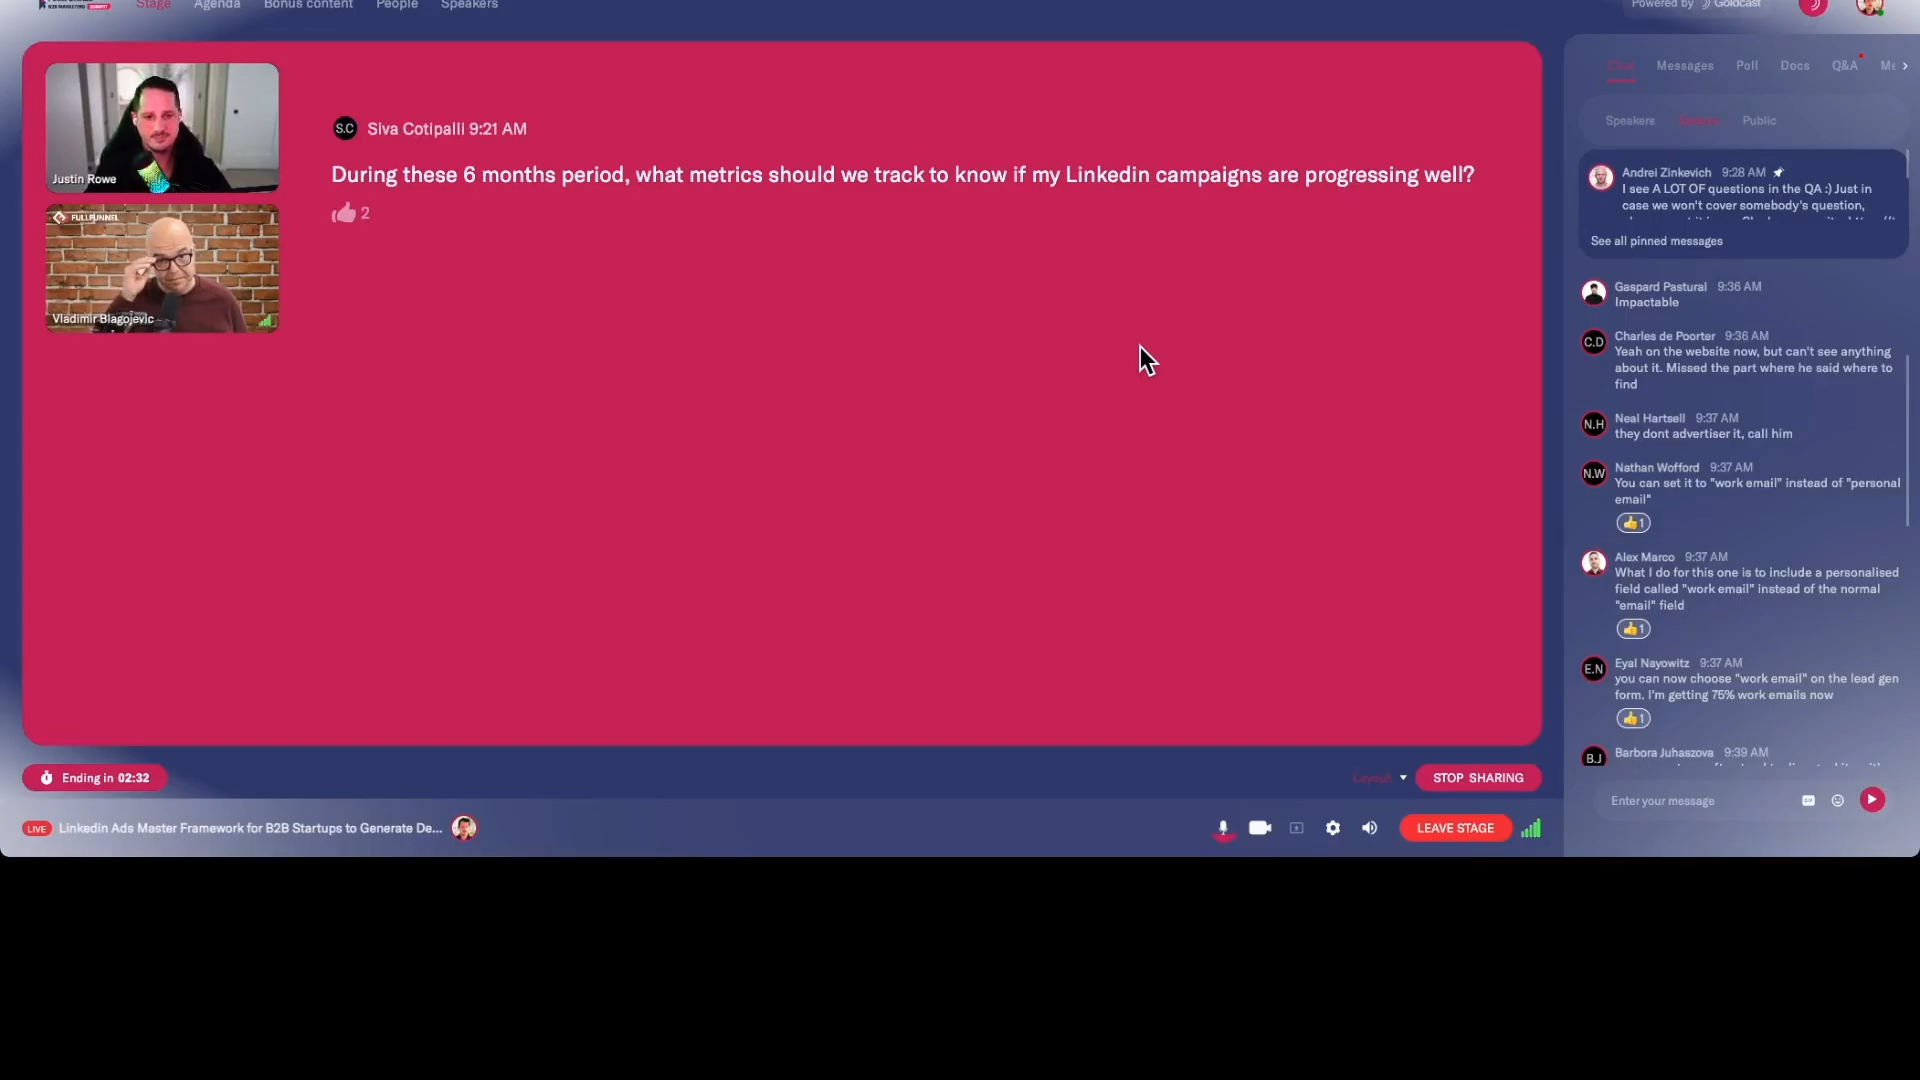 B2B MARKETING SUMMIT
Stage
Agenda
Bonus content
People
Speakers
Powered by Goldcast
Justin Rowe
FULLFUNNEL
Vladimir Blagojevic
S.C Siva Cotipalli 9:21 AM
During these 6 months period, what metrics should we track to know if my Linkedin campaigns are progressing well?
2
Ending in 02:32
Layout
STOP SHARING
LIVE Linkedin Ads Master Framework for B2B Startups to Generate De...
LEAVE STAGE
Chat
Messages
Poll
Docs
Q&A
Speakers
Public
Andrei Zinkevich 9:28 AM
I see A LOT OF questions in the QA :) Just in
case we won't cover somebody's question,
See all pinned messages
Gaspard Pastural 9:36 AM
Impactable
C.D Charles de Poorter 9:36 AM
Yeah on the website now, but can't see anything
about it. Missed the part where he said where to
find
N.H Neal Hartsell 9:37 AM
they dont advertiser it, call him
N.W Nathan Wofford 9:37 AM
You can set it to "work email" instead of "personal
email"
1
Alex Marco 9:37 AM
What I do for this one is to include a personalised
field called "work email" instead of the normal
"email" field
1
E.N Eyal Nayowitz 9:37 AM
you can now choose "work email" on the lead gen
form. I'm getting 75% work emails now
1
B.J Barbora Juhaszova 9:39 AM
Enter your message